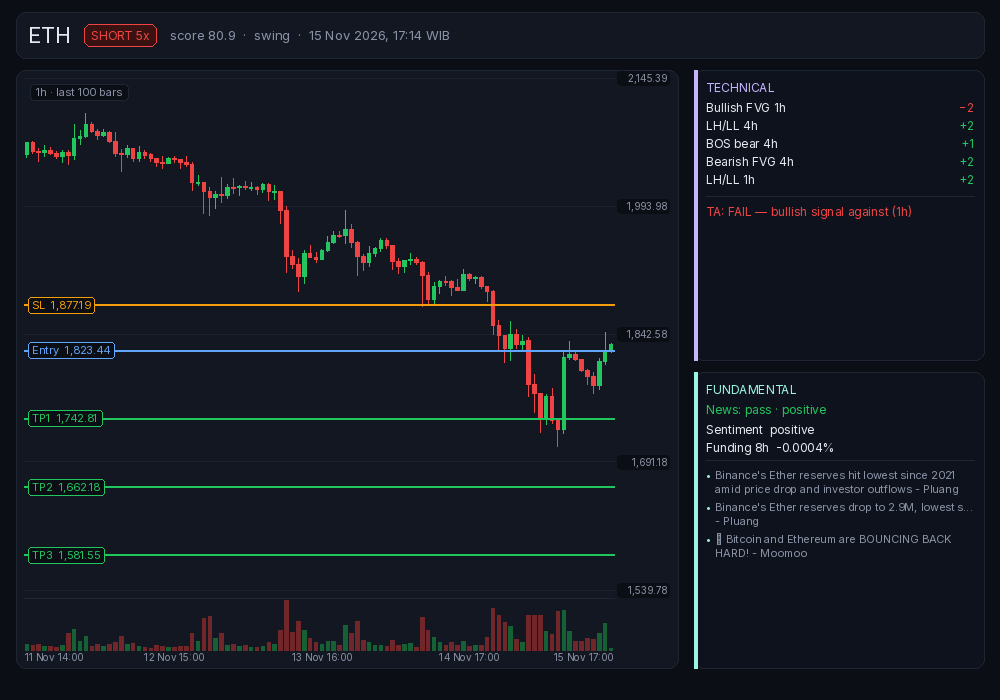 ETH SHORT 5x score 80.9 · swing · 15 Nov 2026, 17:14 WIB
1h · last 100 bars
2,145.39
1,993.98
SL 1,877.19
1,842.58
Entry 1,823.44
TP1 1,742.81
1,691.18
TP2 1,662.18
TP3 1,581.55
1,539.78
11 Nov 14:00 12 Nov 15:00 13 Nov 16:00 14 Nov 17:00 15 Nov 17:00
TECHNICAL
Bullish FVG 1h −2
LH/LL 4h +2
BOS bear 4h +1
Bearish FVG 4h +2
LH/LL 1h +2
TA: FAIL — bullish signal against (1h)
FUNDAMENTAL
News: pass · positive
Sentiment positive
Funding 8h -0.0004%
• Binance's Ether reserves hit lowest since 2021
amid price drop and investor outflows - Pluang
• Binance's Ether reserves drop to 2.9M, lowest s...
- Pluang
• Bitcoin and Ethereum are BOUNCING BACK
HARD! - Moomoo